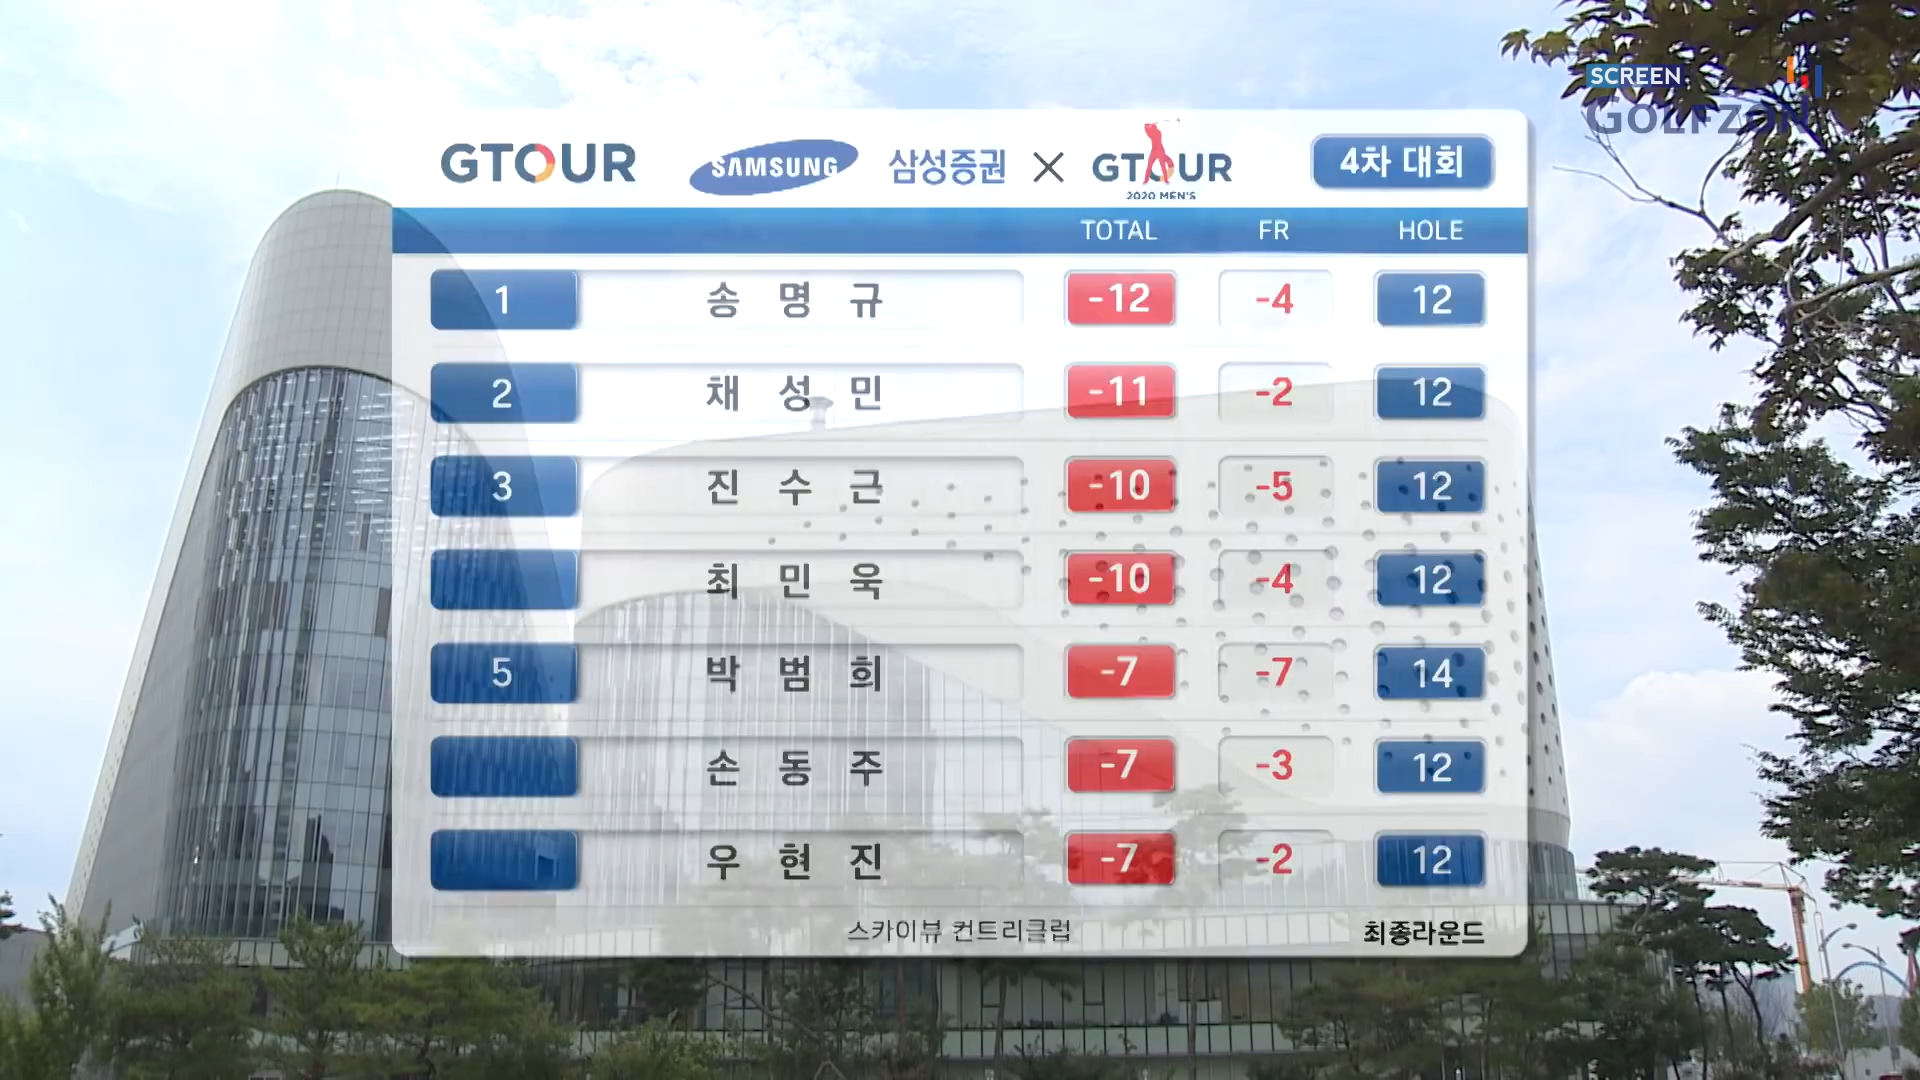 SCREEN
GOLFZON
GTOUR SAMSUNG 삼성증권 × GTOUR 2020 MEN'S 4차 대회
TOTAL FR HOLE
1 송명규 -12 -4 12
2 채성민 -11 -2 12
3 진수근 -10 -5 12
최민욱 -10 -4 12
5 박범희 -7 -7 14
손동주 -7 -3 12
우현진 -7 -2 12
스카이뷰 컨트리클럽 최종라운드